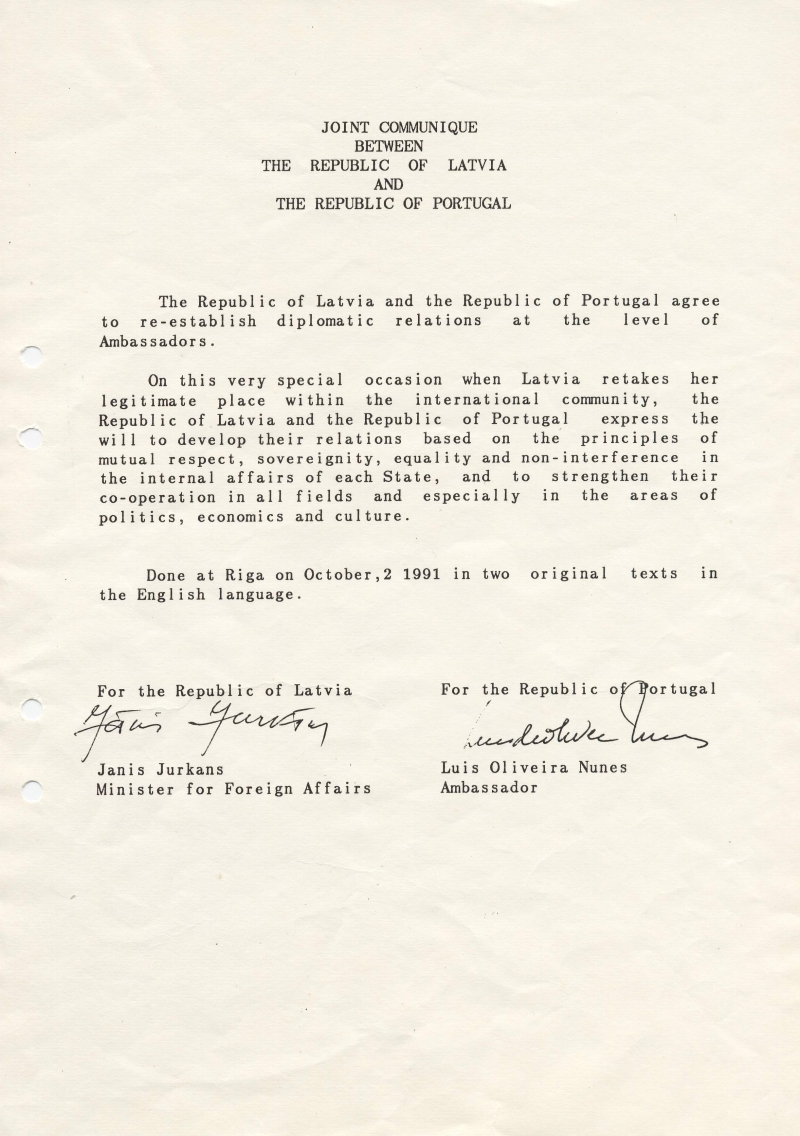 JOINT COMMUNIQUE
BETWEEN
THE REPUBLIC OF LATVIA
AND
THE REPUBLIC OF PORTUGAL
The Republic of Latvia and the Republic of Portugal agree
to re-establish diplomatic relations at the level of
Ambassadors.
On this very special occasion when Latvia retakes her
legitimate place within the international community, the
Republic of Latvia and the Republic of Portugal express the
will to develop their relations based on the principles of
mutual respect, sovereignity, equality and non-interference in
the internal affairs of each State, and to strengthen their
co-operation in all fields and especially in the areas of
politics, economics and culture.
Done at Riga on October,2 1991 in two original texts in
the English language.
For the Republic of Latvia
Jānis Jurkāns
Janis Jurkans
Minister for Foreign Affairs
For the Republic of Portugal
Luis Oliveira Nunes
Ambassador